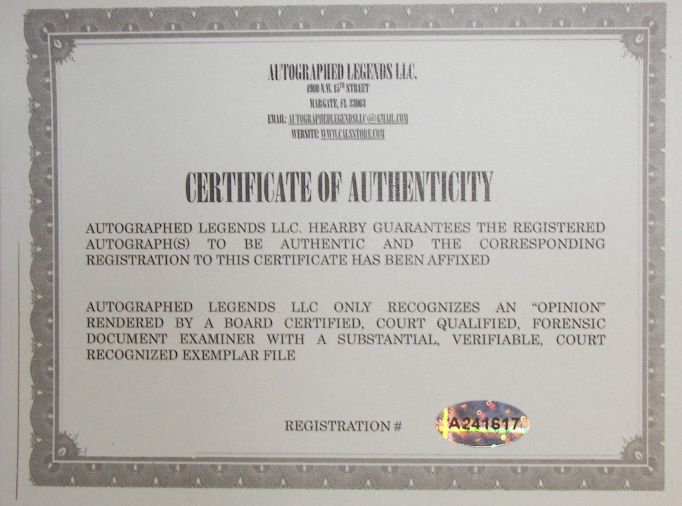 AUTOGRAPHED LEGENDS LLC.
4980 N.W. 15TH STREET
MARGATE, FL 33063
EMAIL: AUTOGRAPHEDLEGENDSLLC@GMAIL.COM
WEBSITE: WWW.CALSSTORE.COM
CERTIFICATE OF AUTHENTICITY
AUTOGRAPHED LEGENDS LLC. HEARBY GUARANTEES THE REGISTERED
AUTOGRAPH(S) TO BE AUTHENTIC AND THE CORRESPONDING
REGISTRATION TO THIS CERTIFICATE HAS BEEN AFFIXED
AUTOGRAPHED LEGENDS LLC ONLY RECOGNIZES AN “OPINION”
RENDERED BY A BOARD CERTIFIED, COURT QUALIFIED, FORENSIC
DOCUMENT EXAMINER WITH A SUBSTANTIAL, VERIFIABLE, COURT
RECOGNIZED EXEMPLAR FILE
REGISTRATION # A241617